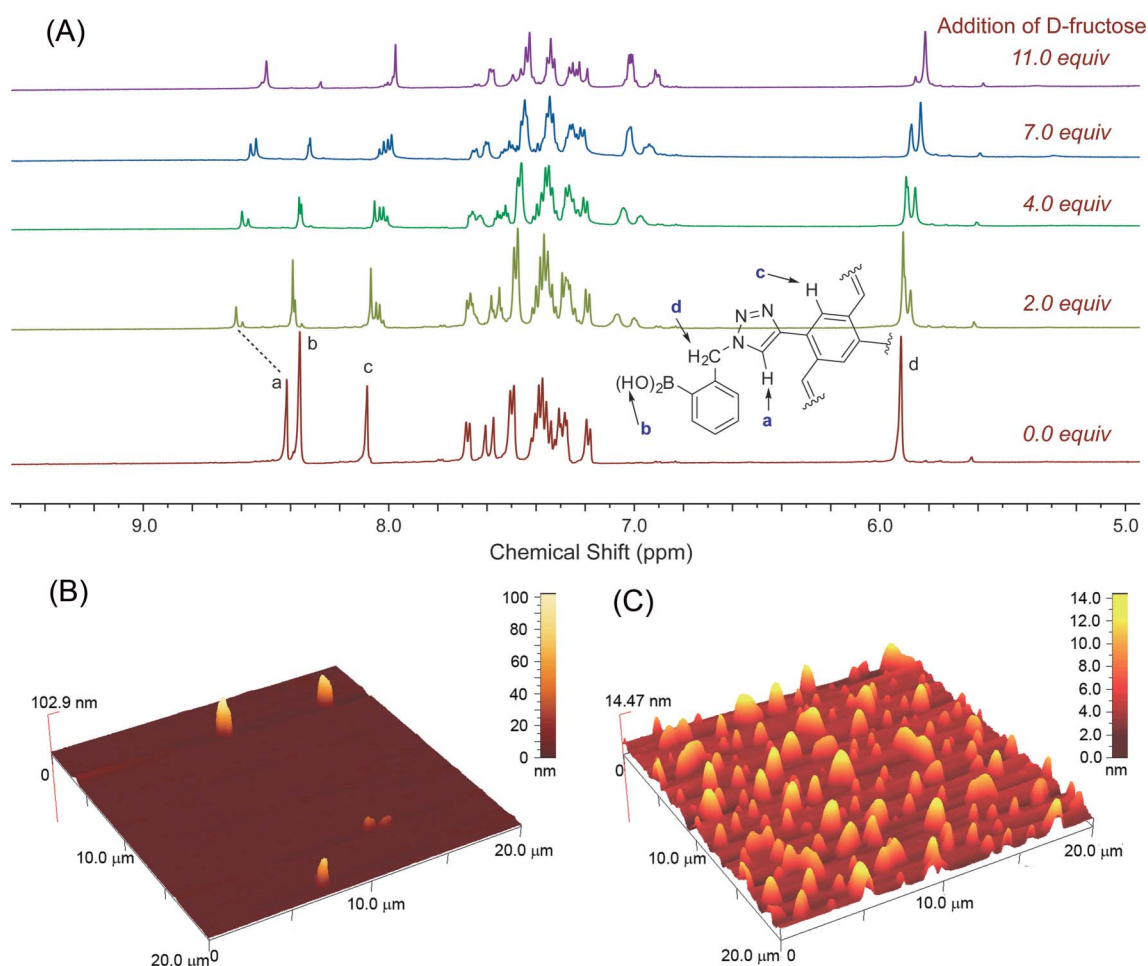 (A)
Addition of D-fructose
11.0 equiv
7.0 equiv
4.0 equiv
2.0 equiv
0.0 equiv
a
b
c
d
c
H
N
N
N
d
H₂C
(HO)₂B
H
b
a
9.0
8.0
7.0
6.0
5.0
Chemical Shift (ppm)
(B)
102.9 nm
0
10.0 μm
20.0 μm
0
10.0 μm
20.0 μm
100
80
60
40
20
0
nm
(C)
14.47 nm
0
10.0 μm
20.0 μm
0
10.0 μm
20.0 μm
14.0
12.0
10.0
8.0
6.0
4.0
2.0
0.0
nm